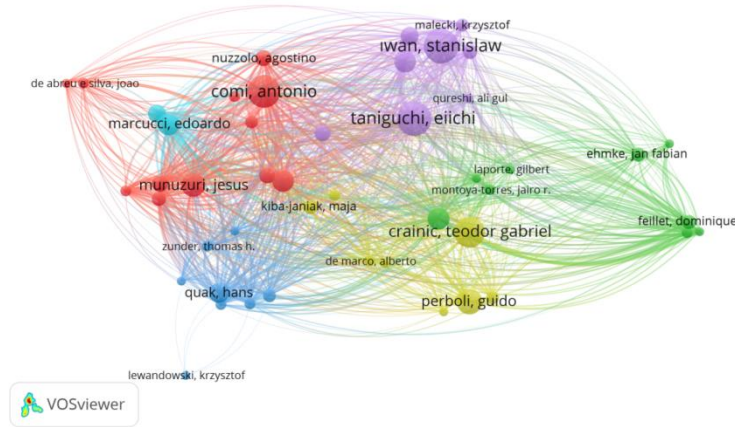 malecki, krzysztof
iwan, stanislaw
nuzzolo, agostino
de abreu e silva, joao
comi, antonio
qureshi, ali gul
marcucci, edoardo
taniguchi, eiichi
ehmke, jan fabian
laporte, gilbert
munuzuri, jesus
montoya-torres, jairo r.
kiba-janiak, maja
feillet, dominique
crainic, teodor gabriel
zunder, thomas h.
de marco, alberto
quak, hans
perboli, guido
lewandowski, krzysztof
VOSviewer